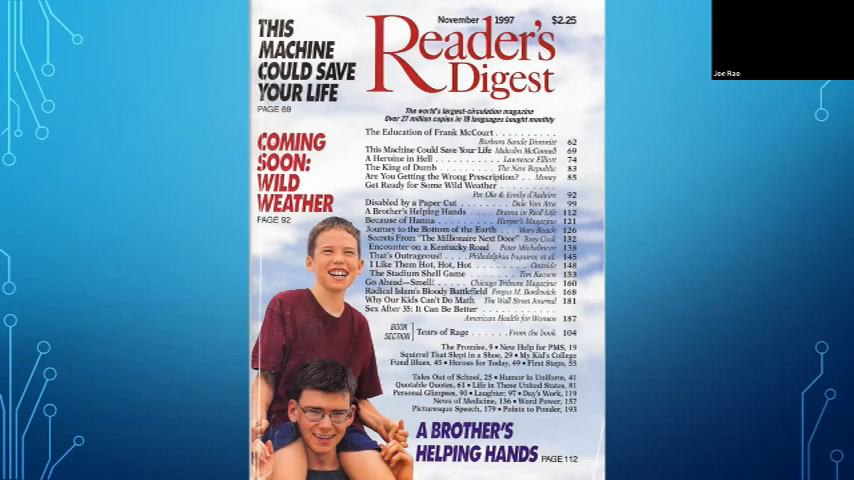 THIS
MACHINE
COULD SAVE
YOUR LIFE
PAGE 69
COMING
SOON:
WILD
WEATHER
PAGE 92
November 1997 $2.25
Reader's
Digest
The world's largest-circulation magazine
Over 27 million copies in 18 languages bought monthly
The Education of Frank McCourt . . . . . . . . . .
Barbara Sande Dimmitt 62
This Machine Could Save Your Life Malcolm McConnell 69
A Heroine in Hell . . . . . . . . . . Lawrence Elliott 74
The King of Dumb . . . . . . . . . The New Republic 83
Are You Getting the Wrong Prescription? . . Money 85
Get Ready for Some Wild Weather . . . . . . . . .
Per Ola & Emily d'Aulaire 92
Disabled by a Paper Cut . . . . . . . . Dale Van Atta 99
A Brother's Helping Hands . . . . Drama in Real Life 112
Because of Hanna . . . . . . . . . Harper's Magazine 121
Journey to the Bottom of the Earth . . . Mary Roach 126
Secrets From "The Millionaire Next Door" Tony Cook 132
Encounter on a Kentucky Road Peter Michelmore 138
That's Outrageous! . . . . Philadelphia Inquirer, et al. 145
I Like Them Hot, Hot, Hot . . . . . . . . Outside 148
The Stadium Shell Game . . . . . . . . Tim Keown 153
Go Ahead—Smell! . . . . . Chicago Tribune Magazine 160
Radical Islam's Bloody Battlefield Fergus M. Bordewich 168
Why Our Kids Can't Do Math The Wall Street Journal 181
Sex After 35: It Can Be Better . . . . . . . . . .
American Health for Women 187
BOOK
SECTION
Tears of Rage . . . . . . From the book 104
The Promise, 9 • New Help for PMS, 19
Squirrel That Slept in a Shoe, 29 • My Kid's College
Fund Blues, 45 • Heroes for Today, 49 • First Steps, 55
Tales Out of School, 25 • Humor in Uniform, 41
Quotable Quotes, 61 • Life in These United States, 81
Personal Glimpses, 90 • Laughter, 97 • Day's Work, 119
News of Medicine, 136 • Word Power, 157
Picturesque Speech, 179 • Points to Ponder, 193
A BROTHER'S
HELPING HANDS PAGE 112
Joe Rao